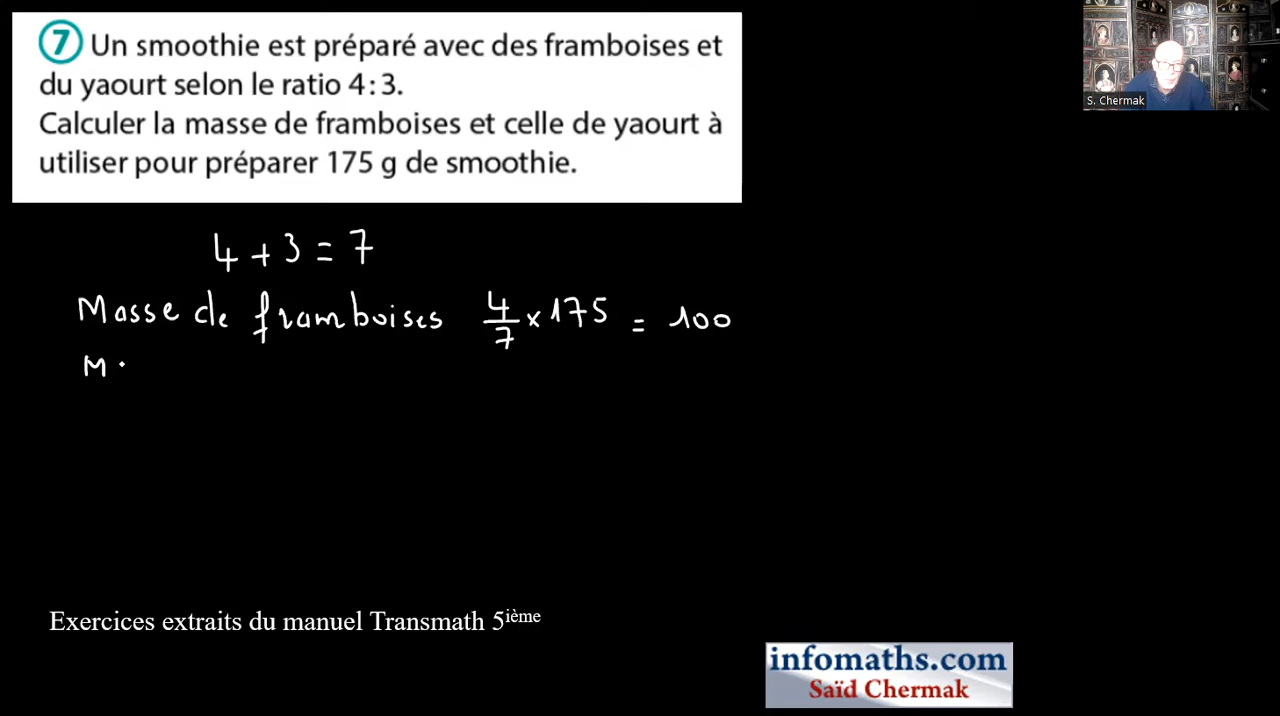 7 Un smoothie est préparé avec des framboises et
du yaourt selon le ratio 4 : 3.
Calculer la masse de framboises et celle de yaourt à
utiliser pour préparer 175 g de smoothie.
S. Chermak
4 + 3 = 7
Masse de framboises 4/7 × 175 = 100
M
Exercices extraits du manuel Transmath 5ième
infomaths.com
Saïd Chermak